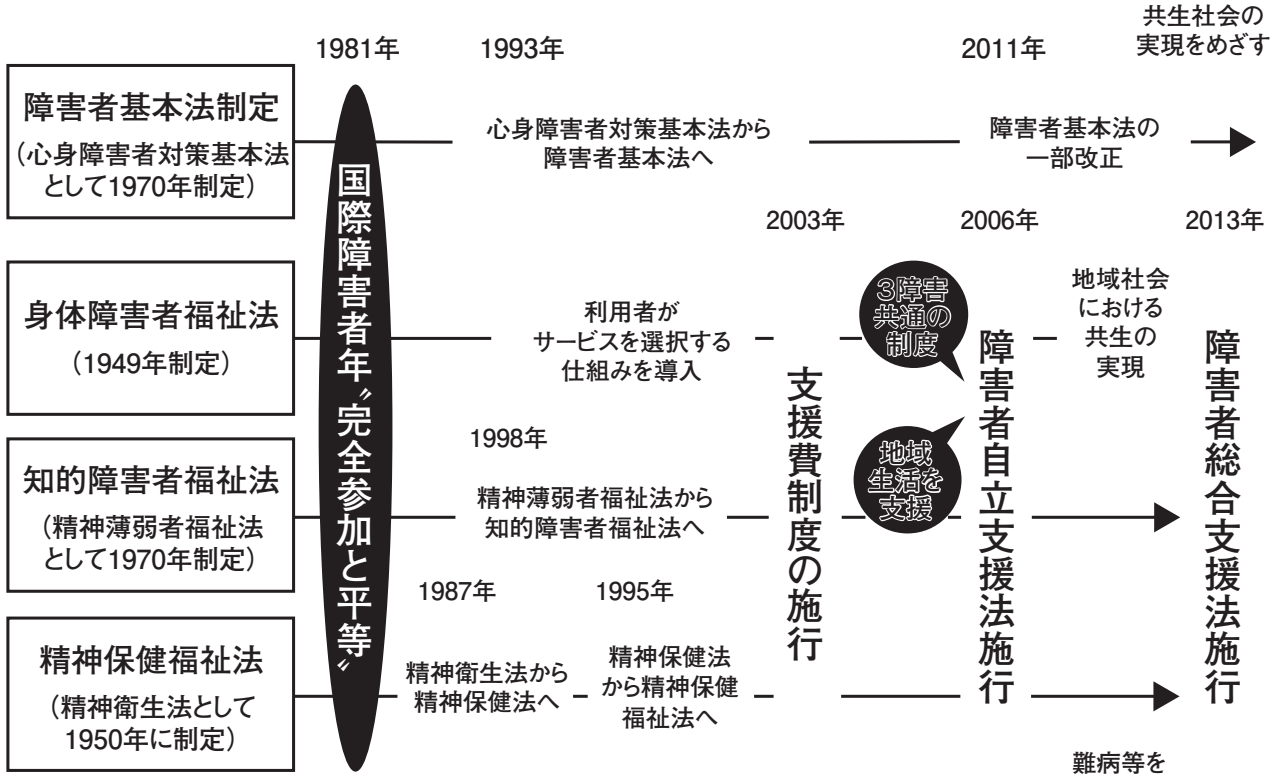 共生社会の
実現をめざす
1981年
1993年
2011年
障害者基本法制定
（心身障害者対策基本法
として1970年制定）
心身障害者対策基本法から
障害者基本法へ
障害者基本法の
一部改正
国際障害者年〝完全参加と平等〟
2003年
2006年
2013年
身体障害者福祉法
（1949年制定）
利用者が
サービスを選択する
仕組みを導入
支援費制度の施行
3障害
共通の
制度
地域
生活を
支援
障害者自立支援法施行
地域社会
における
共生の
実現
障害者総合支援法施行
知的障害者福祉法
（精神薄弱者福祉法
として1970年制定）
1998年
精神薄弱者福祉法から
知的障害者福祉法へ
精神保健福祉法
（精神衛生法として
1950年に制定）
1987年
精神衛生法から
精神保健法へ
1995年
精神保健法
から精神保健
福祉法へ
難病等を